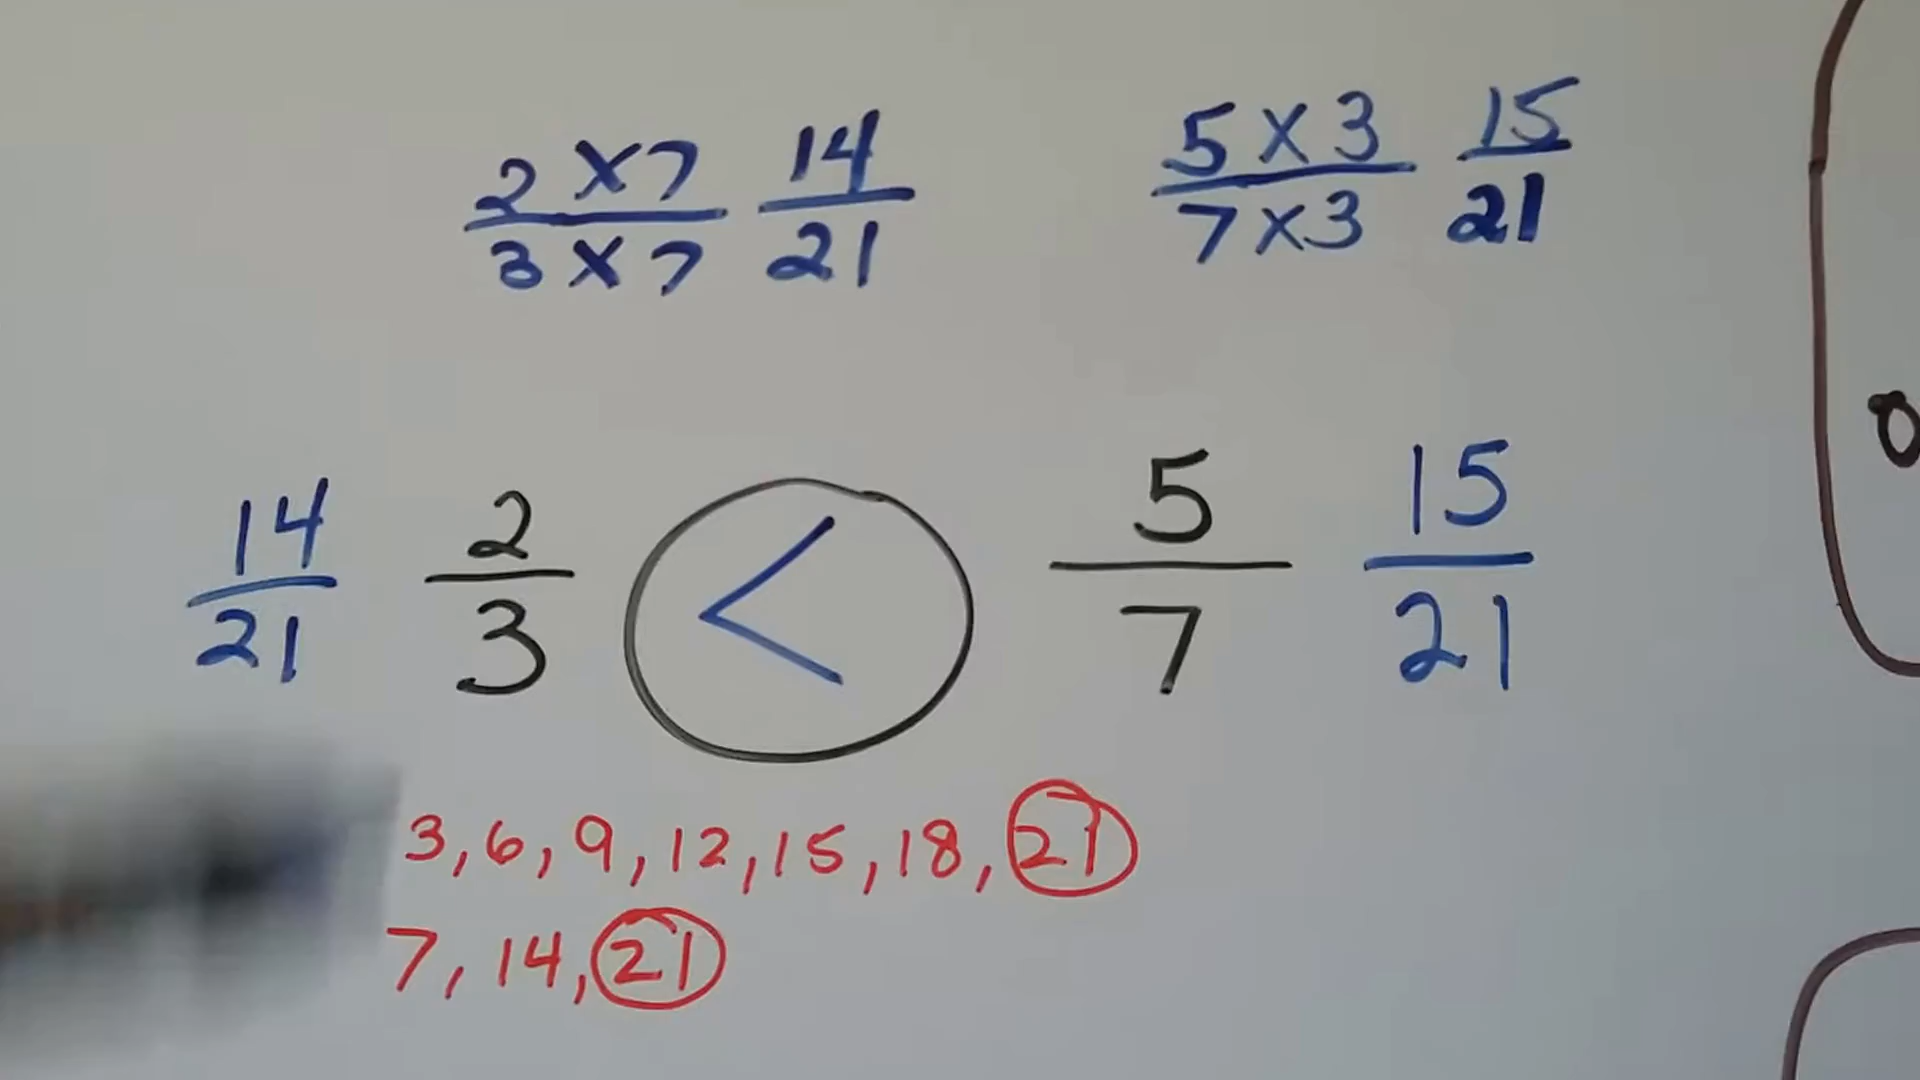 2 x 7 14
3 x 7 21
5 x 3 15
7 x 3 21
14 2 < 5 15
21 3 7 21
3, 6, 9, 12, 15, 18, 21
7, 14, 21